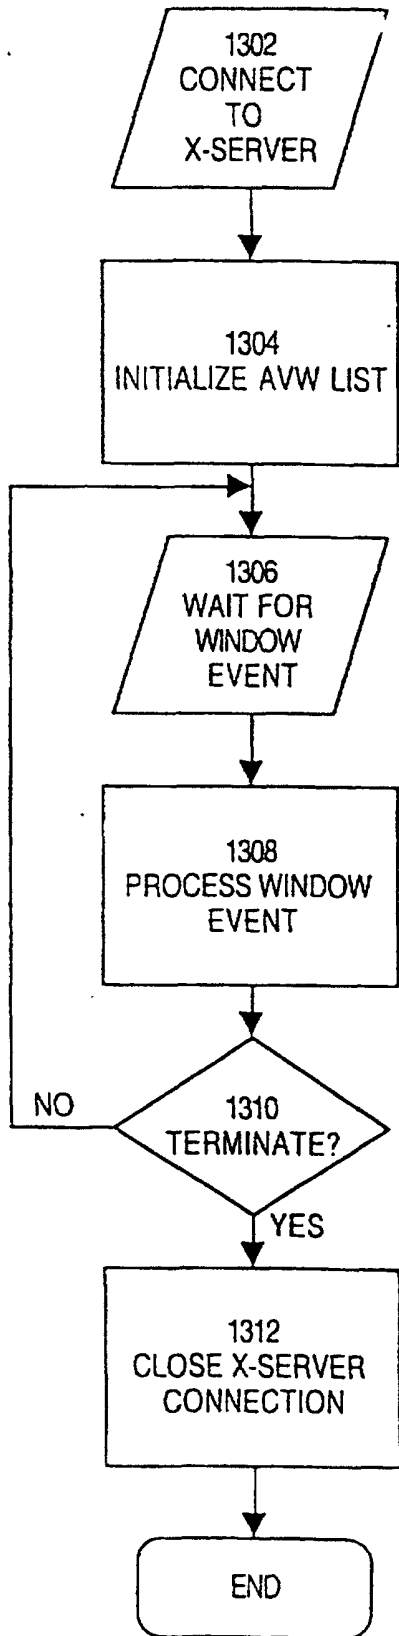 1302
CONNECT
TO
X-SERVER
1304
INITIALIZE AVW LIST
1306
WAIT FOR
WINDOW
EVENT
1308
PROCESS WINDOW
EVENT
NO
1310
TERMINATE?
YES
1312
CLOSE X-SERVER
CONNECTION
END